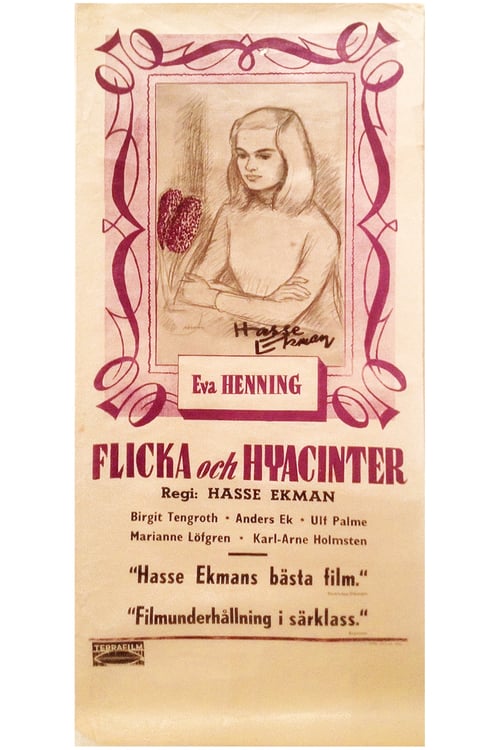 Hasse
Ekman
Eva HENNING
FLICKA och HYACINTER
Regi: HASSE EKMAN
Birgit Tengroth • Anders Ek • Ulf Palme
Marianne Löfgren • Karl-Arne Holmsten
"Hasse Ekmans bästa film."
"Filmunderhållning i särklass."
TERRAFILM